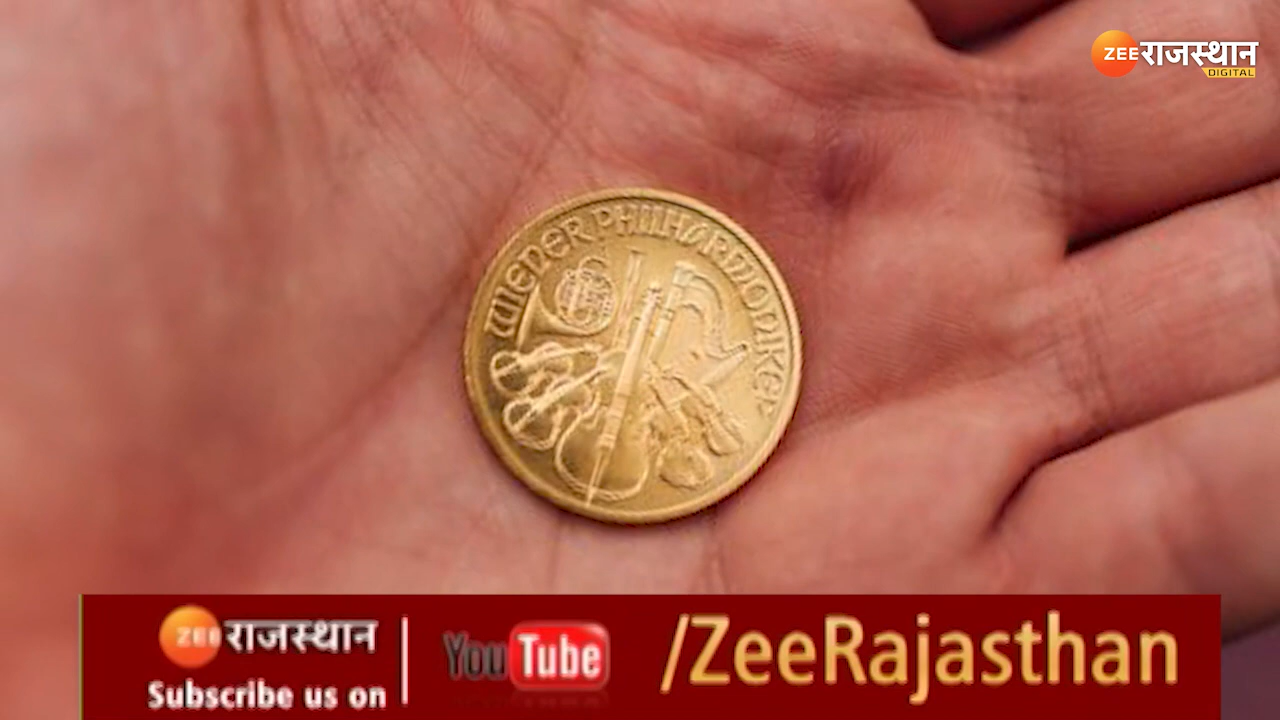 ZEE राजस्थान
DIGITAL
WIENER PHILHARMONIKER
ZEE राजस्थान
Subscribe us on
YouTube
/ZeeRajasthan